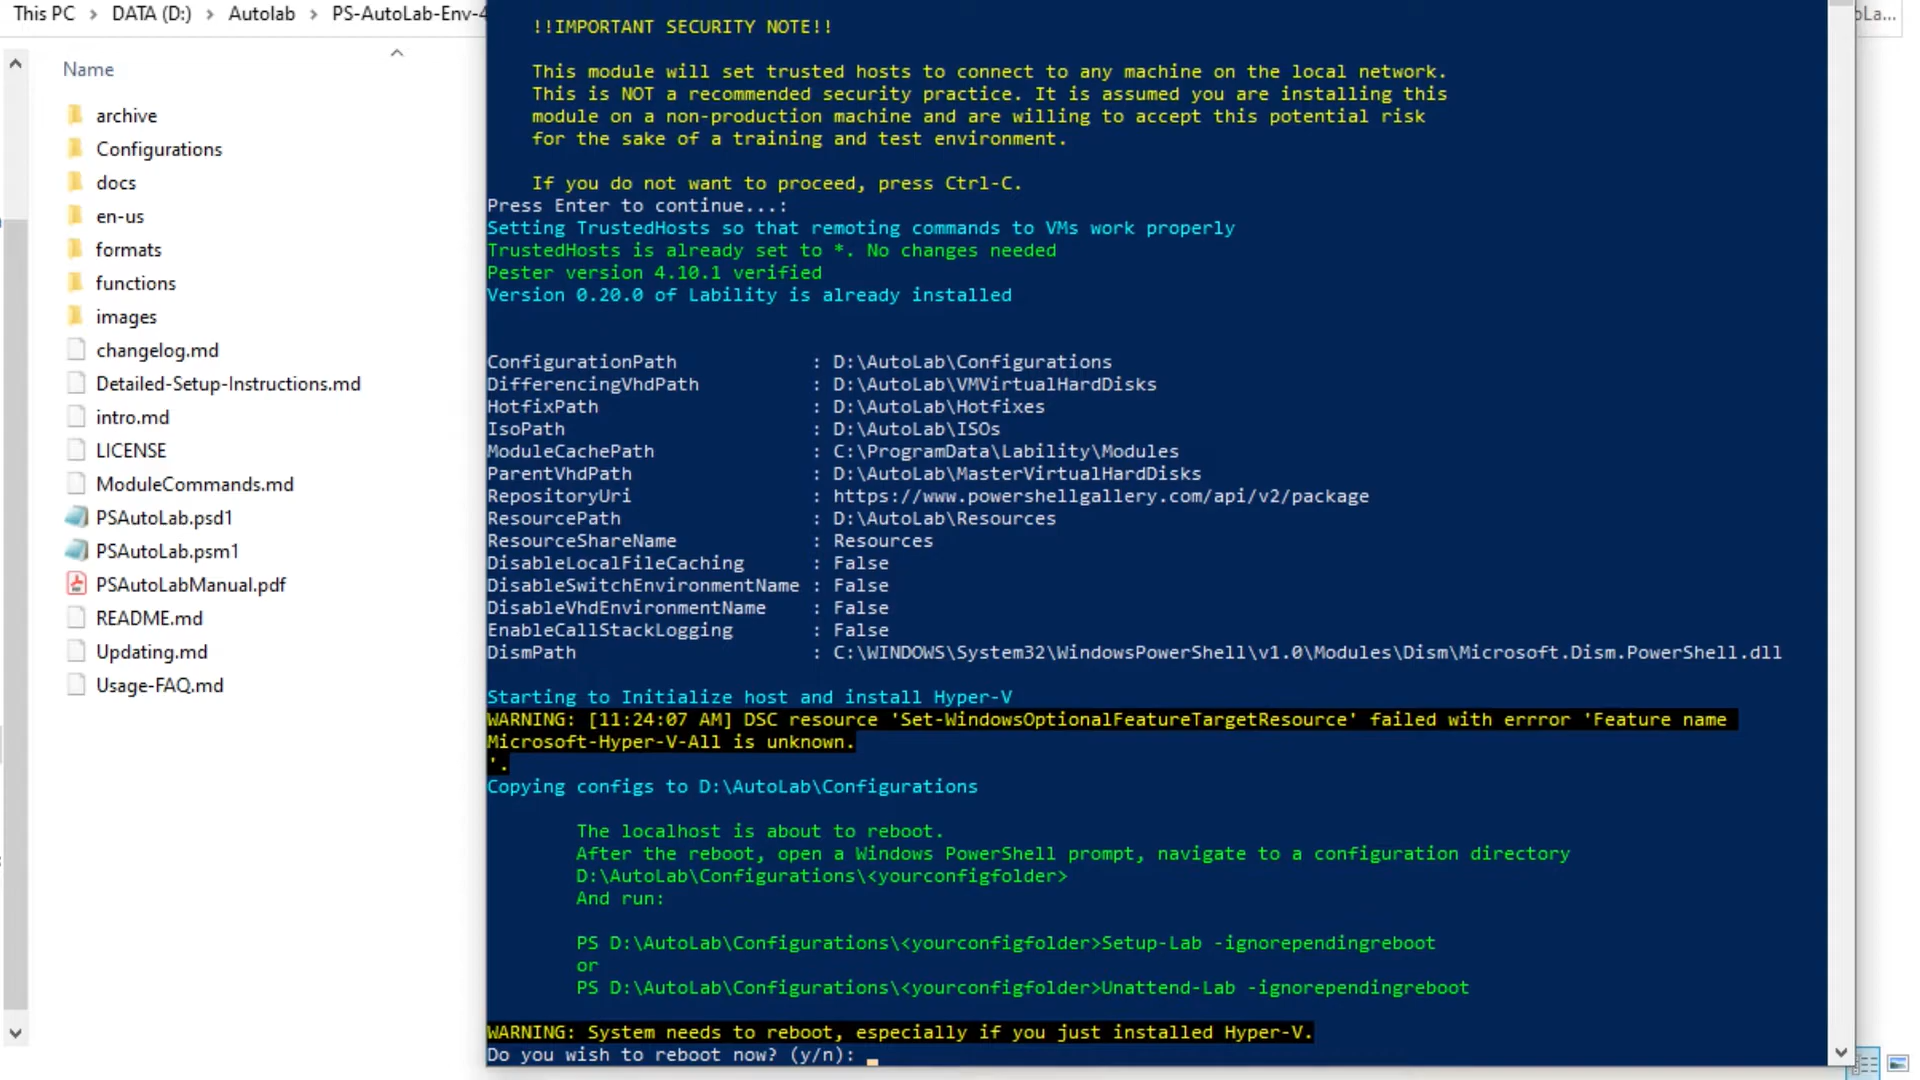 This PC > DATA (D:) > Autolab > PS-AutoLab-Env-4
Name
archive
Configurations
docs
en-us
formats
functions
images
changelog.md
Detailed-Setup-Instructions.md
intro.md
LICENSE
ModuleCommands.md
PSAutoLab.psd1
PSAutoLab.psm1
PSAutoLabManual.pdf
README.md
Updating.md
Usage-FAQ.md
!!IMPORTANT SECURITY NOTE!!
This module will set trusted hosts to connect to any machine on the local network.
This is NOT a recommended security practice. It is assumed you are installing this
module on a non-production machine and are willing to accept this potential risk
for the sake of a training and test environment.
If you do not want to proceed, press Ctrl-C.
Press Enter to continue...:
Setting TrustedHosts so that remoting commands to VMs work properly
TrustedHosts is already set to *. No changes needed
Pester version 4.10.1 verified
Version 0.20.0 of Lability is already installed
ConfigurationPath : D:\AutoLab\Configurations
DifferencingVhdPath : D:\AutoLab\VMVirtualHardDisks
HotfixPath : D:\AutoLab\Hotfixes
IsoPath : D:\AutoLab\ISOs
ModuleCachePath : C:\ProgramData\Lability\Modules
ParentVhdPath : D:\AutoLab\MasterVirtualHardDisks
RepositoryUri : https://www.powershellgallery.com/api/v2/package
ResourcePath : D:\AutoLab\Resources
ResourceShareName : Resources
DisableLocalFileCaching : False
DisableSwitchEnvironmentName : False
DisableVhdEnvironmentName : False
EnableCallStackLogging : False
DismPath : C:\WINDOWS\System32\WindowsPowerShell\v1.0\Modules\Dism\Microsoft.Dism.PowerShell.dll
Starting to Initialize host and install Hyper-V
WARNING: [11:24:07 AM] DSC resource 'Set-WindowsOptionalFeatureTargetResource' failed with errror 'Feature name
Microsoft-Hyper-V-All is unknown.
'.
Copying configs to D:\AutoLab\Configurations
The localhost is about to reboot.
After the reboot, open a Windows PowerShell prompt, navigate to a configuration directory
D:\AutoLab\Configurations\<yourconfigfolder>
And run:
PS D:\AutoLab\Configurations\<yourconfigfolder>Setup-Lab -ignorependingreboot
or
PS D:\AutoLab\Configurations\<yourconfigfolder>Unattend-Lab -ignorependingreboot
WARNING: System needs to reboot, especially if you just installed Hyper-V.
Do you wish to reboot now? (y/n):